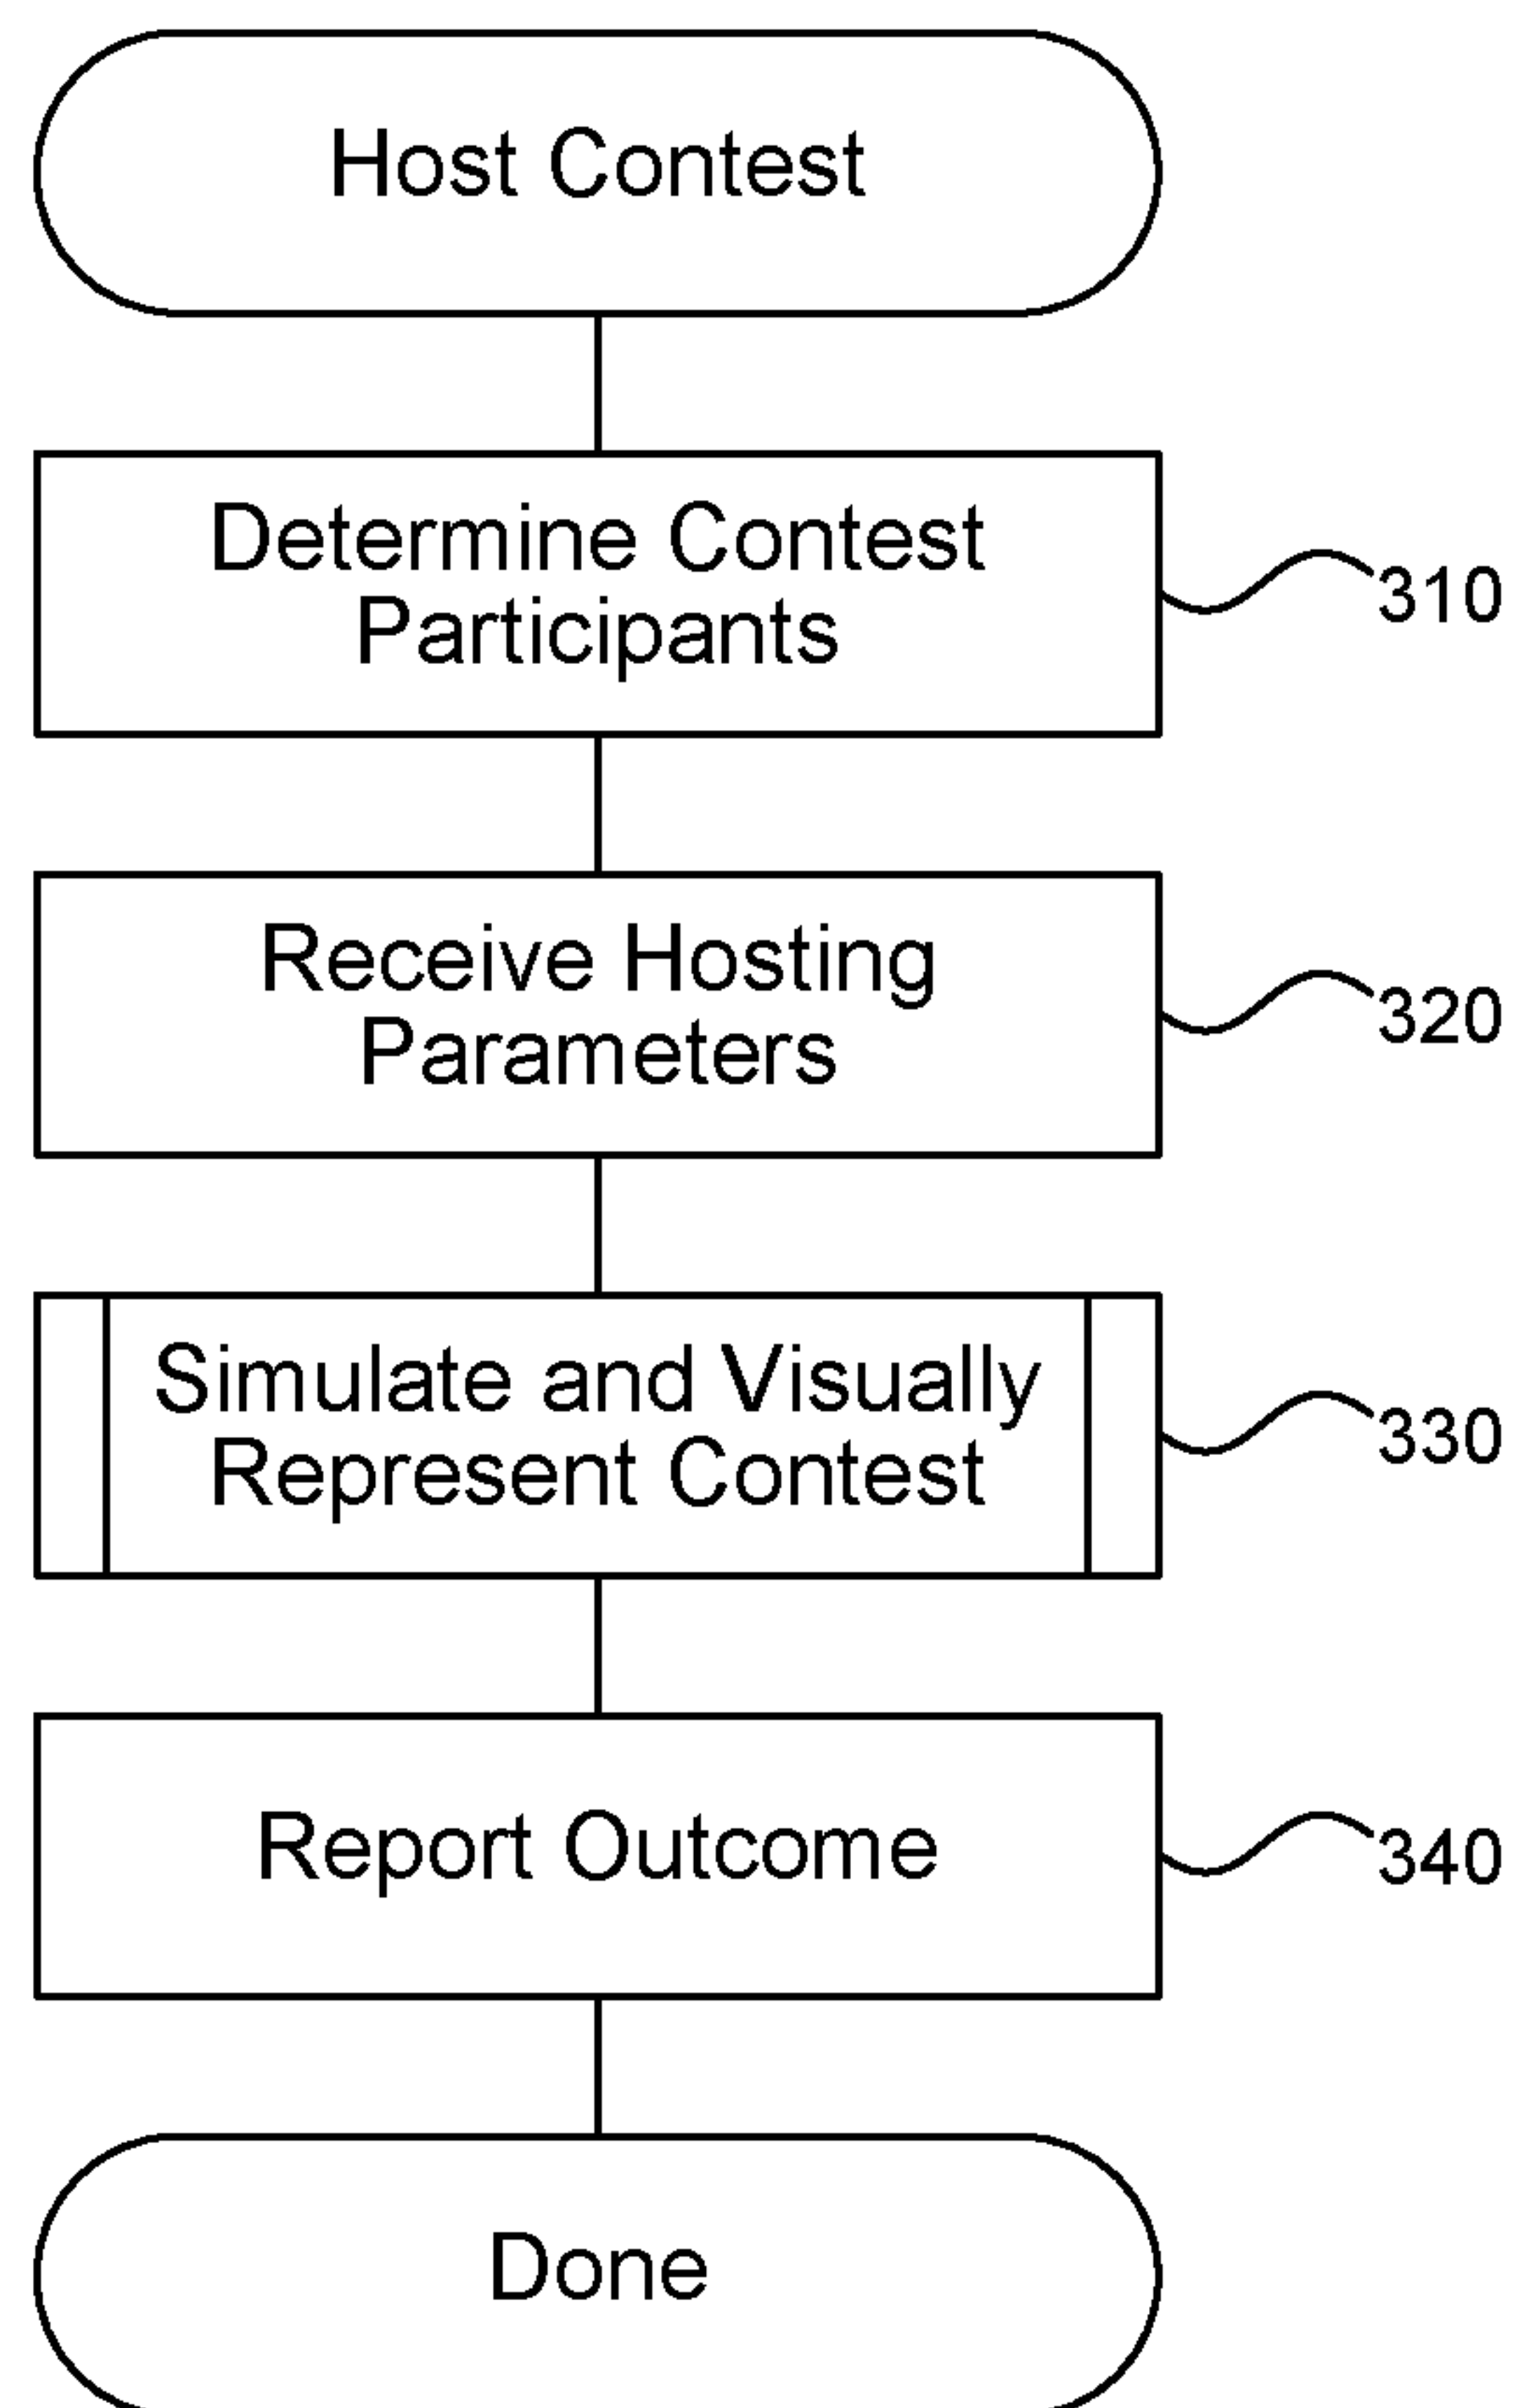 Host Contest
Determine Contest
Participants
310
Receive Hosting
Parameters
320
Simulate and Visually
Represent Contest
330
Report Outcome
340
Done